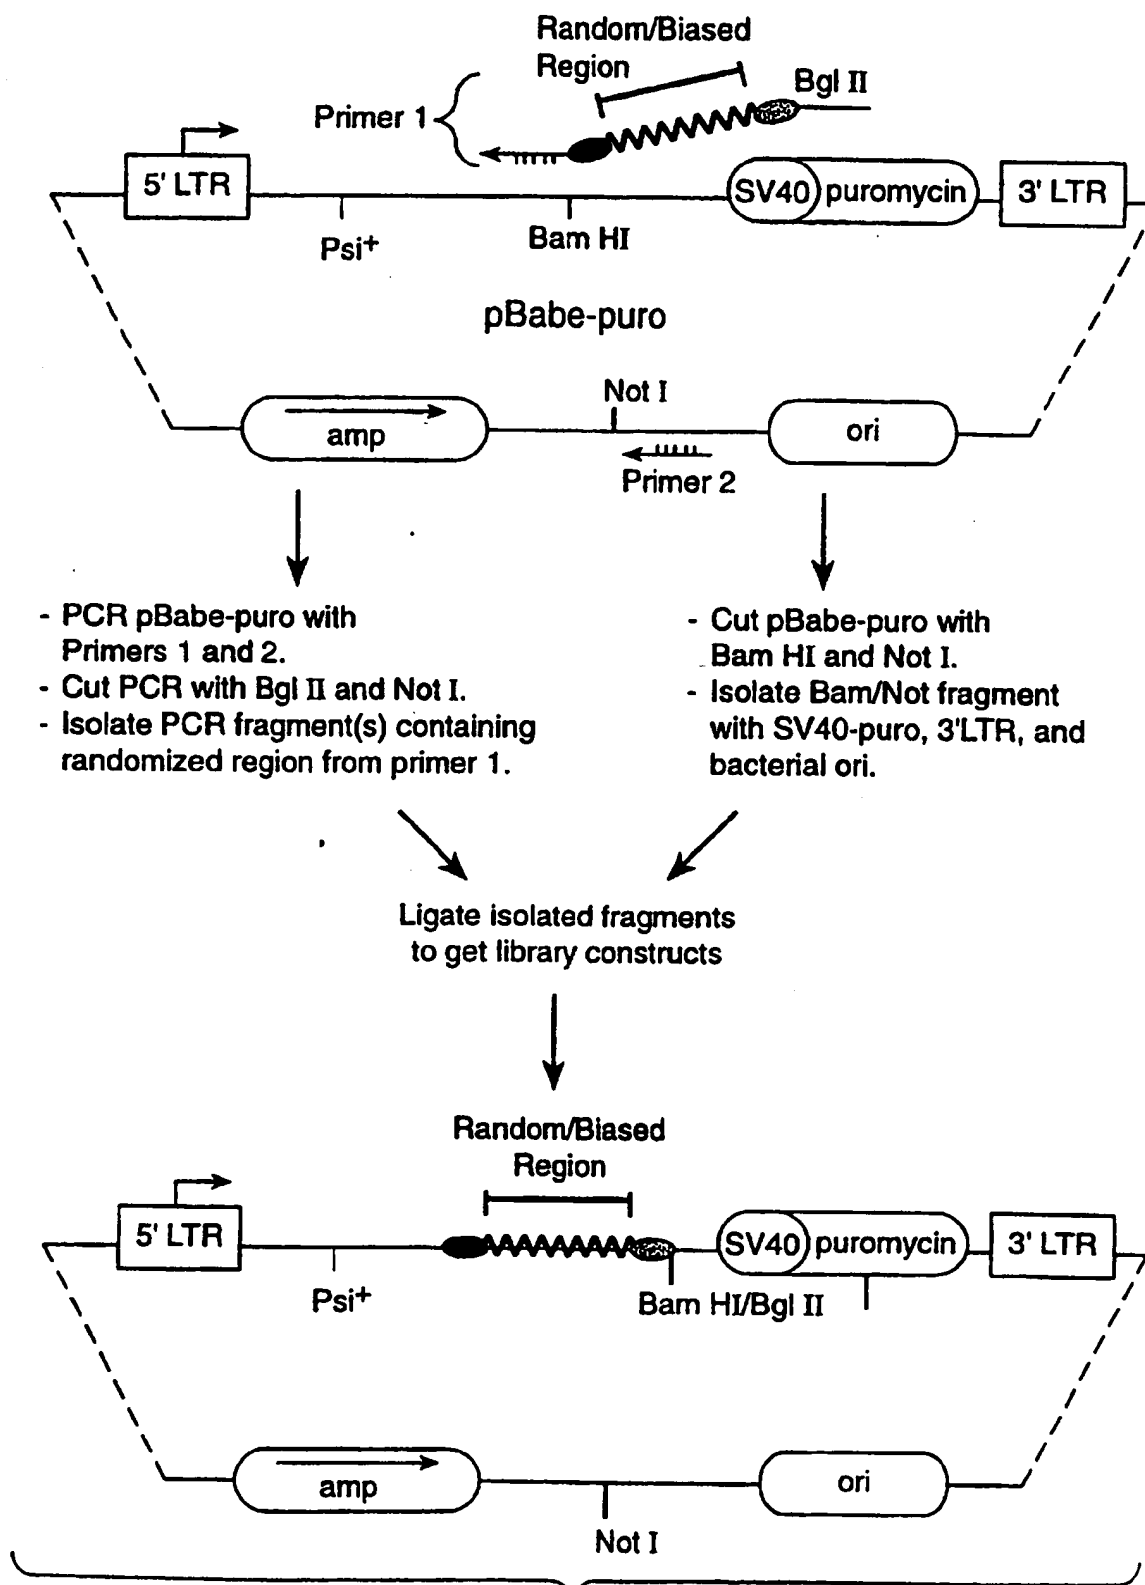 Random/Biased
Region
Bgl II
Primer 1
5' LTR
SV40
puromycin
3' LTR
Psi+
Bam HI
pBabe-puro
Not I
amp
ori
Primer 2
- PCR pBabe-puro with
Primers 1 and 2.
- Cut PCR with Bgl II and Not I.
- Isolate PCR fragment(s) containing
randomized region from primer 1.
- Cut pBabe-puro with
Bam HI and Not I.
- Isolate Bam/Not fragment
with SV40-puro, 3'LTR, and
bacterial ori.
Ligate isolated fragments
to get library constructs
Random/Biased
Region
5' LTR
SV40
puromycin
3' LTR
Psi+
Bam HI/Bgl II
amp
ori
Not I